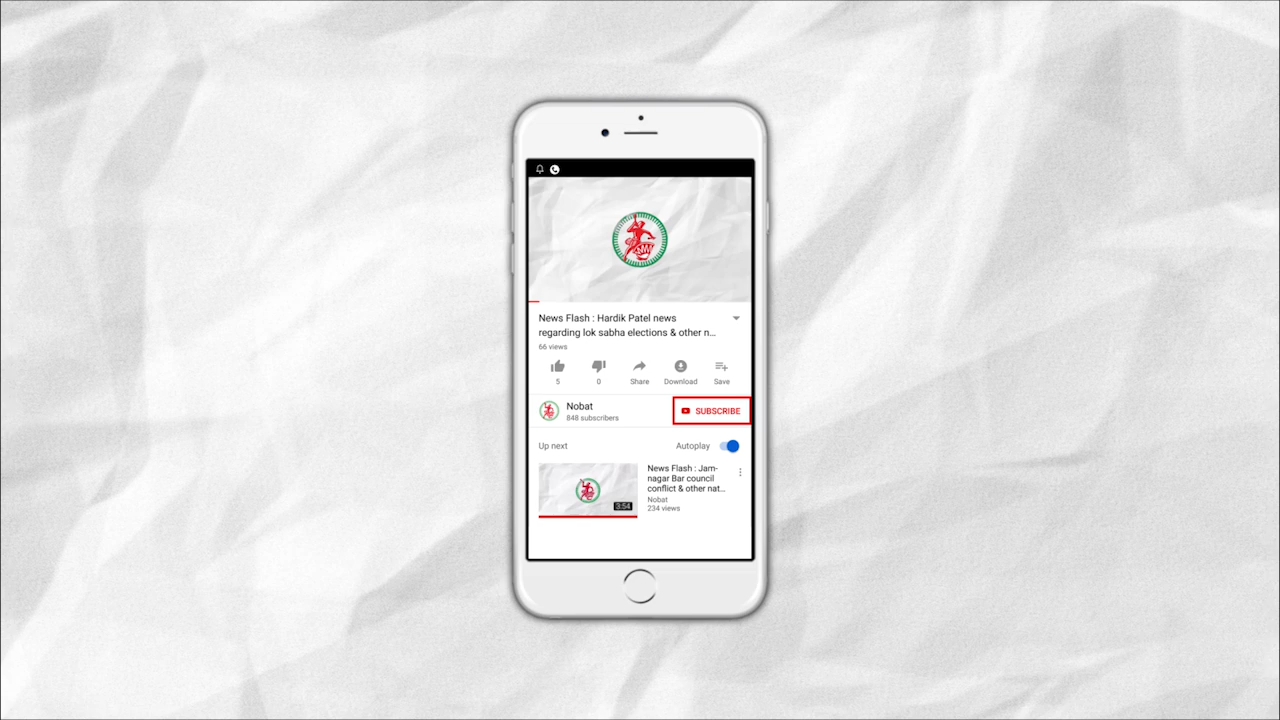 News Flash : Hardik Patel news
regarding lok sabha elections & other n...
66 views
5
0
Share
Download
Save
Nobat
848 subscribers
SUBSCRIBE
Up next
Autoplay
News Flash : Jam-
nagar Bar council
conflict & other nat...
Nobat
234 views
3:54